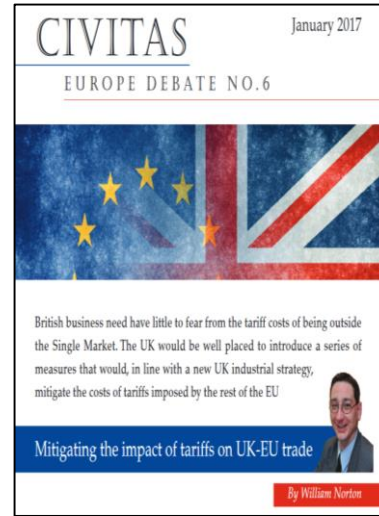 CIVITAS
January 2017
EUROPE DEBATE NO.6
British business need have little to fear from the tariff costs of being outside
the Single Market. The UK would be well placed to introduce a series of
measures that would, in line with a new UK industrial strategy,
mitigate the costs of tariffs imposed by the rest of the EU
Mitigating the impact of tariffs on UK-EU trade
By William Norton